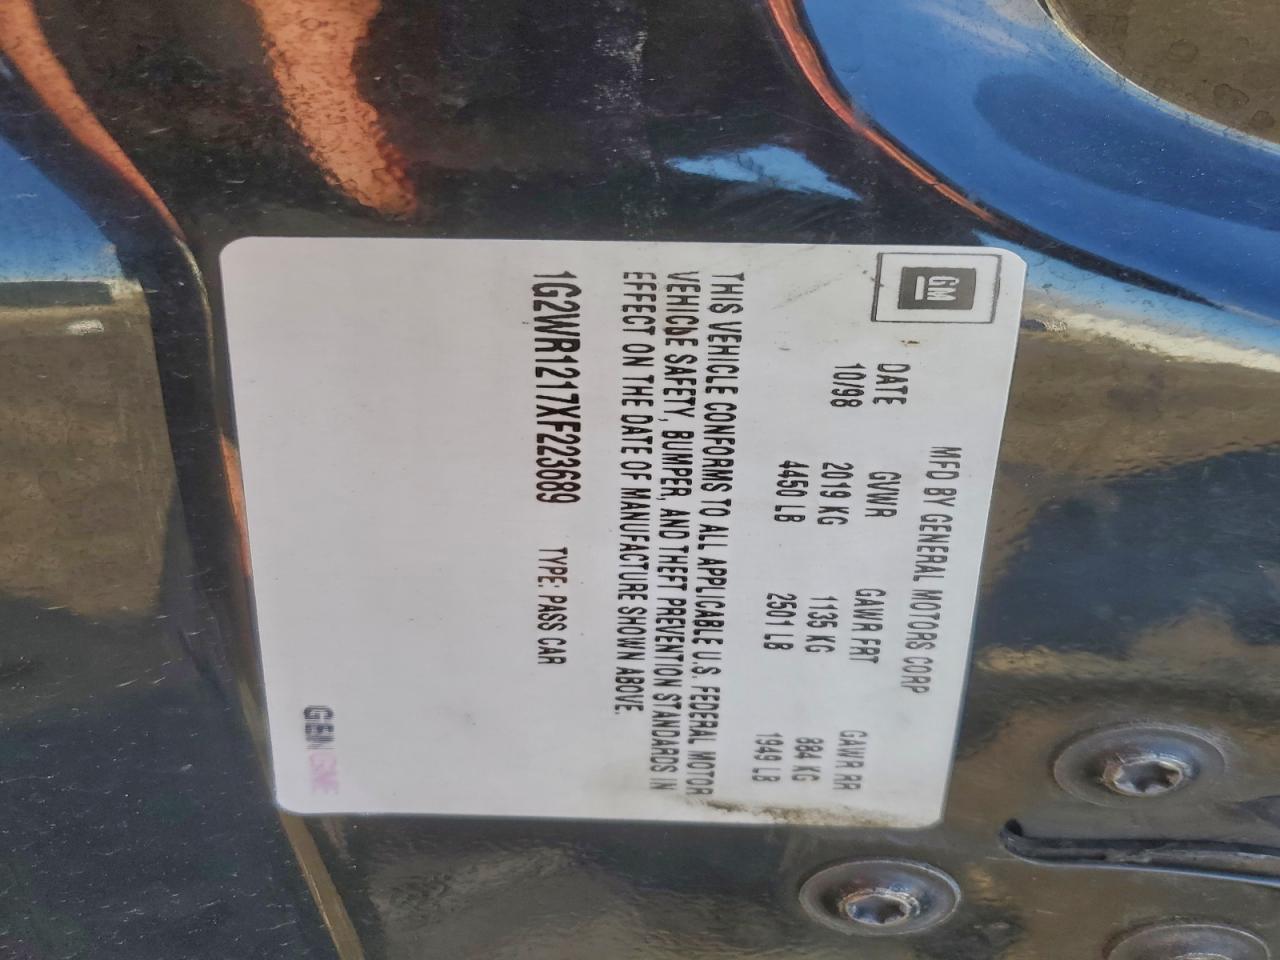 GM
MFD BY GENERAL MOTORS CORP
DATE GVWR GAWR FRT GAWR RR
10/98 2019 KG 1135 KG 884 KG
4450 LB 2501 LB 1949 LB
THIS VEHICLE CONFORMS TO ALL APPLICABLE U.S. FEDERAL MOTOR
VEHICLE SAFETY, BUMPER, AND THEFT PREVENTION STANDARDS IN
EFFECT ON THE DATE OF MANUFACTURE SHOWN ABOVE.
1G2WR1217XF223689 TYPE: PASS CAR